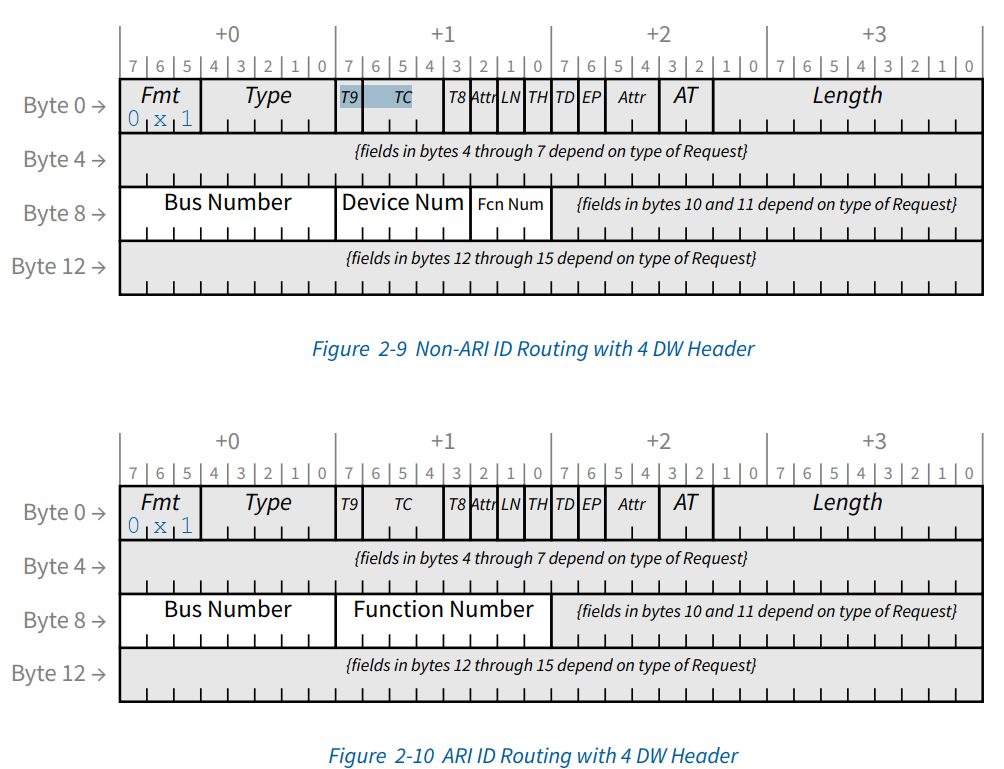 +0 +1 +2 +3
7 6 5 4 3 2 1 0 7 6 5 4 3 2 1 0 7 6 5 4 3 2 1 0 7 6 5 4 3 2 1 0
Byte 0 → Fmt Type T9 TC T8 Attr LN TH TD EP Attr AT Length
0 x 1
Byte 4 → {fields in bytes 4 through 7 depend on type of Request}
Byte 8 → Bus Number Device Num Fcn Num {fields in bytes 10 and 11 depend on type of Request}
Byte 12 → {fields in bytes 12 through 15 depend on type of Request}
Figure 2-9 Non-ARI ID Routing with 4 DW Header
+0 +1 +2 +3
7 6 5 4 3 2 1 0 7 6 5 4 3 2 1 0 7 6 5 4 3 2 1 0 7 6 5 4 3 2 1 0
Byte 0 → Fmt Type T9 TC T8 Attr LN TH TD EP Attr AT Length
0 x 1
Byte 4 → {fields in bytes 4 through 7 depend on type of Request}
Byte 8 → Bus Number Function Number {fields in bytes 10 and 11 depend on type of Request}
Byte 12 → {fields in bytes 12 through 15 depend on type of Request}
Figure 2-10 ARI ID Routing with 4 DW Header